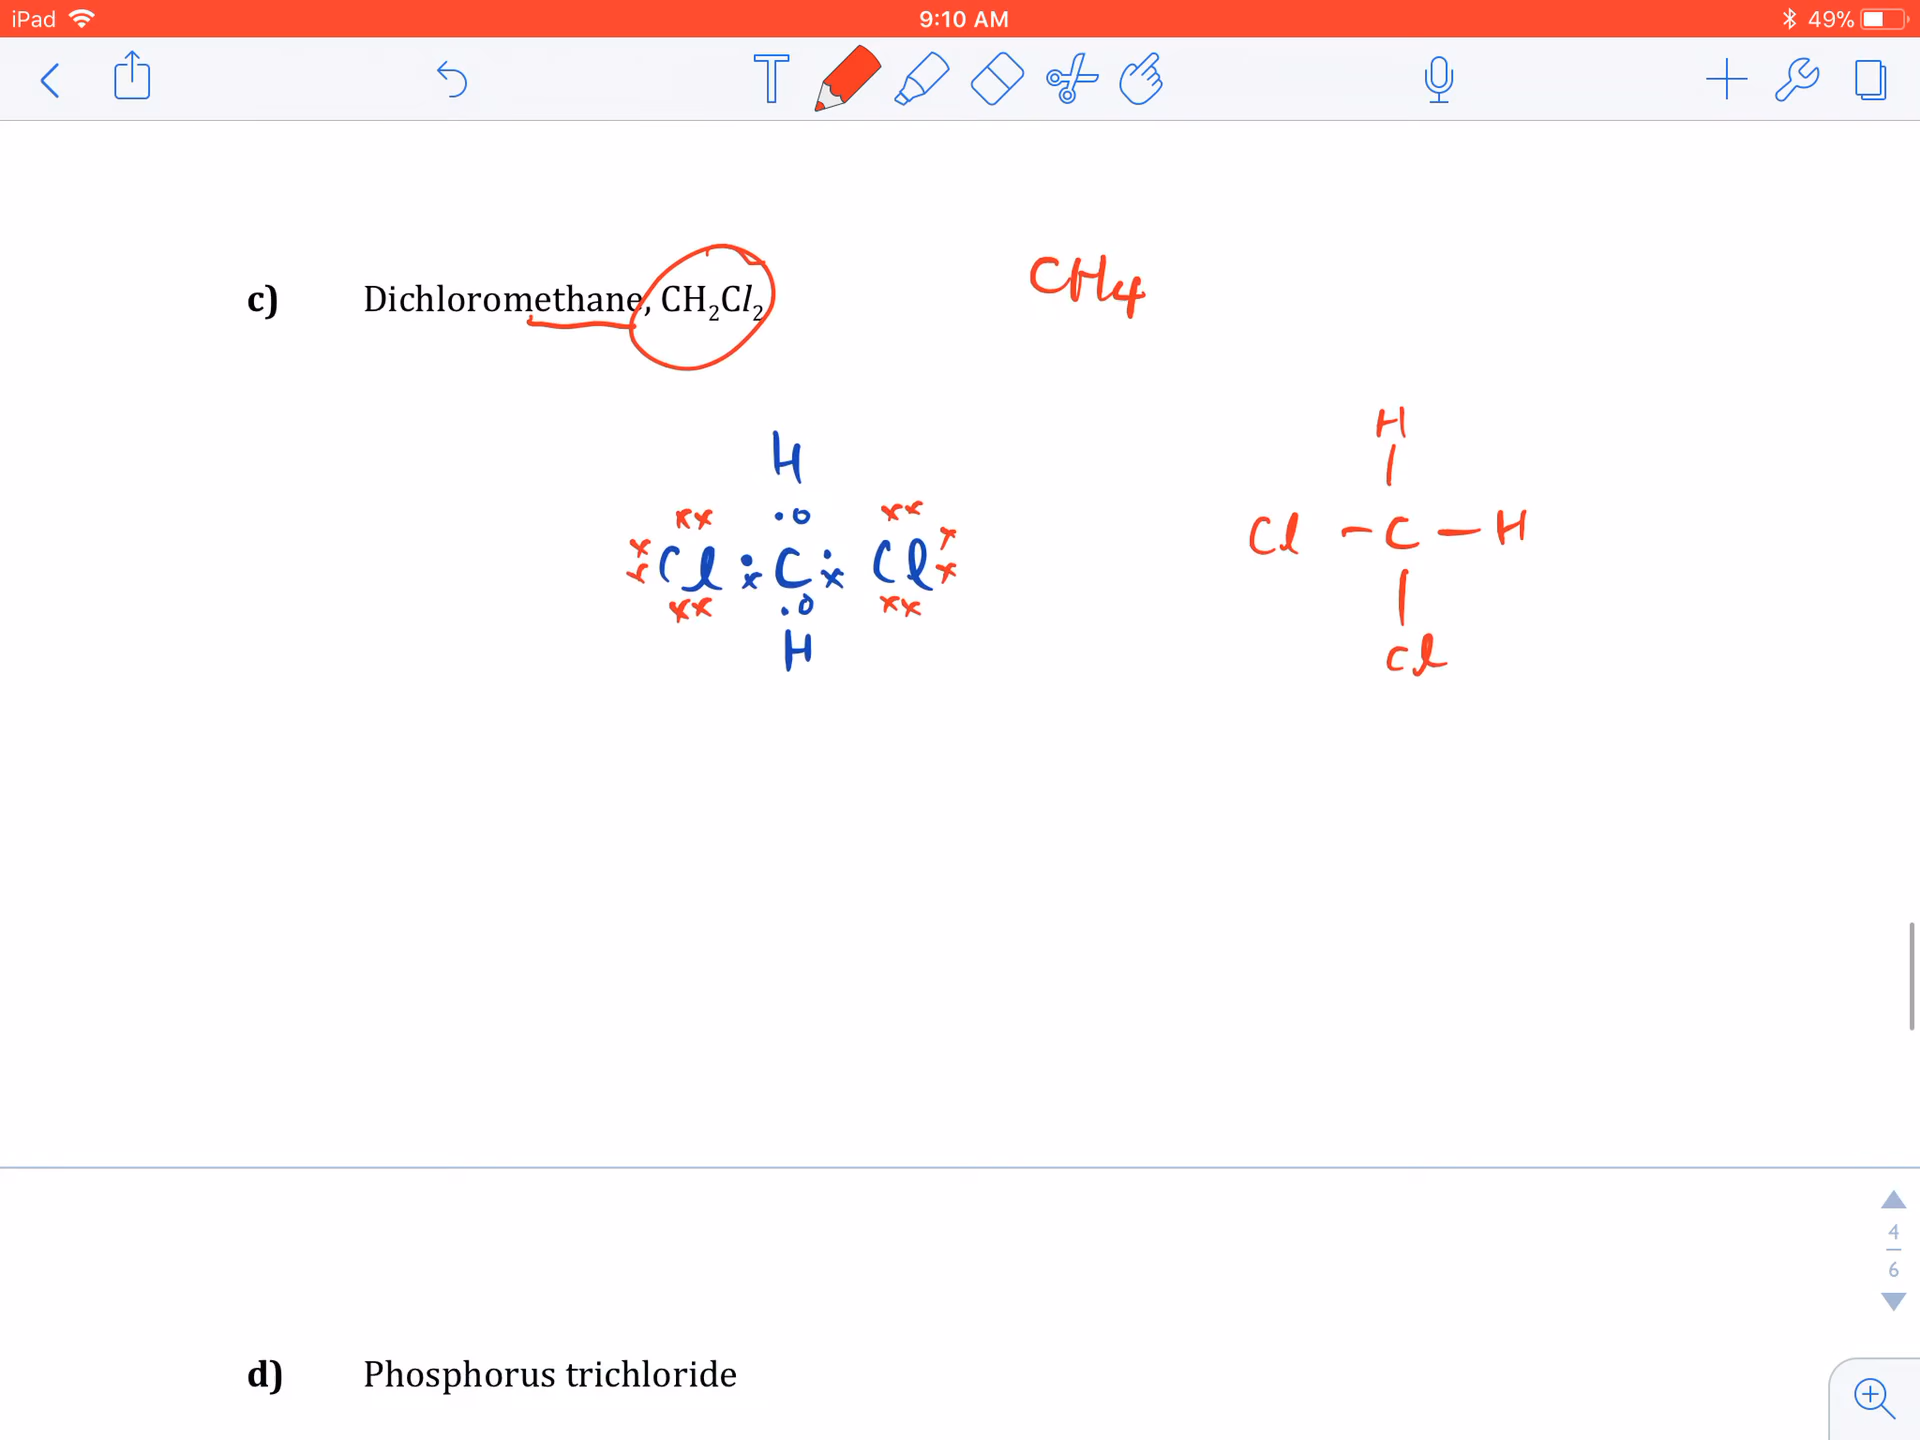 iPad 9:10 AM 49%
T
c) Dichloromethane, CH₂Cl₂ CH4
H
Cl C Cl
H
H
Cl – C – H
Cl
4
6
d) Phosphorus trichloride